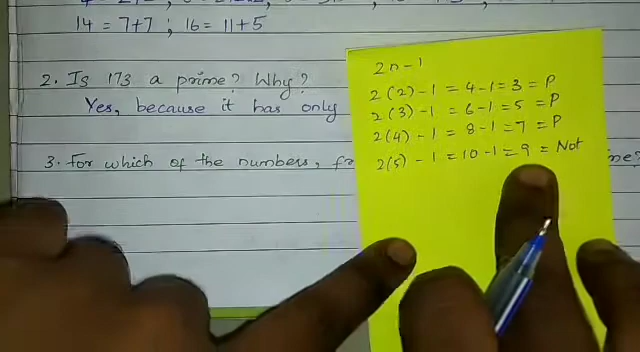 14 = 7+7 ; 16 = 11+5
2. Is 173 a prime? Why?
Yes, because it has only
3. For which of the numbers, fr
2n-1
2(2)-1 = 4-1 = 3 = P
2(3)-1 = 6-1 = 5 = P
2(4)-1 = 8-1 = 7 = P
2(5)-1 = 10-1 = 9 = Not